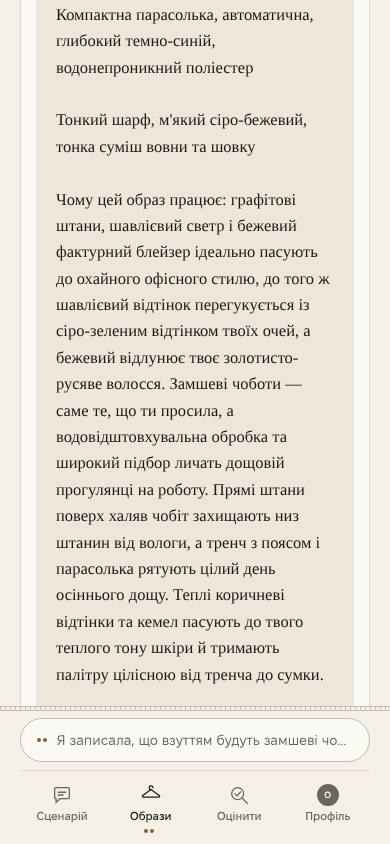 Компактна парасолька, автоматична,
глибокий темно-синій,
водонепроникний поліестер
Тонкий шарф, м'який сіро-бежевий,
тонка суміш вовни та шовку
Чому цей образ працює: графітові
штани, шавлієвий светр і бежевий
фактурний блейзер ідеально пасують
до охайного офісного стилю, до того ж
шавлієвий відтінок перегукується із
сіро-зеленим відтінком твоїх очей, а
бежевий відлунює твоє золотисто-
русяве волосся. Замшеві чоботи —
саме те, що ти просила, а
водовідштовхувальна обробка та
широкий підбор личать дощовій
прогулянці на роботу. Прямі штани
поверх халяв чобіт захищають низ
штанин від вологи, а тренч з поясом і
парасолька рятують цілий день
осіннього дощу. Теплі коричневі
відтінки та кемел пасують до твого
теплого тону шкіри й тримають
палітру цілісною від тренча до сумки.
Я записала, що взуттям будуть замшеві чо...
Сценарій
Образи
Оцінити
О
Профіль